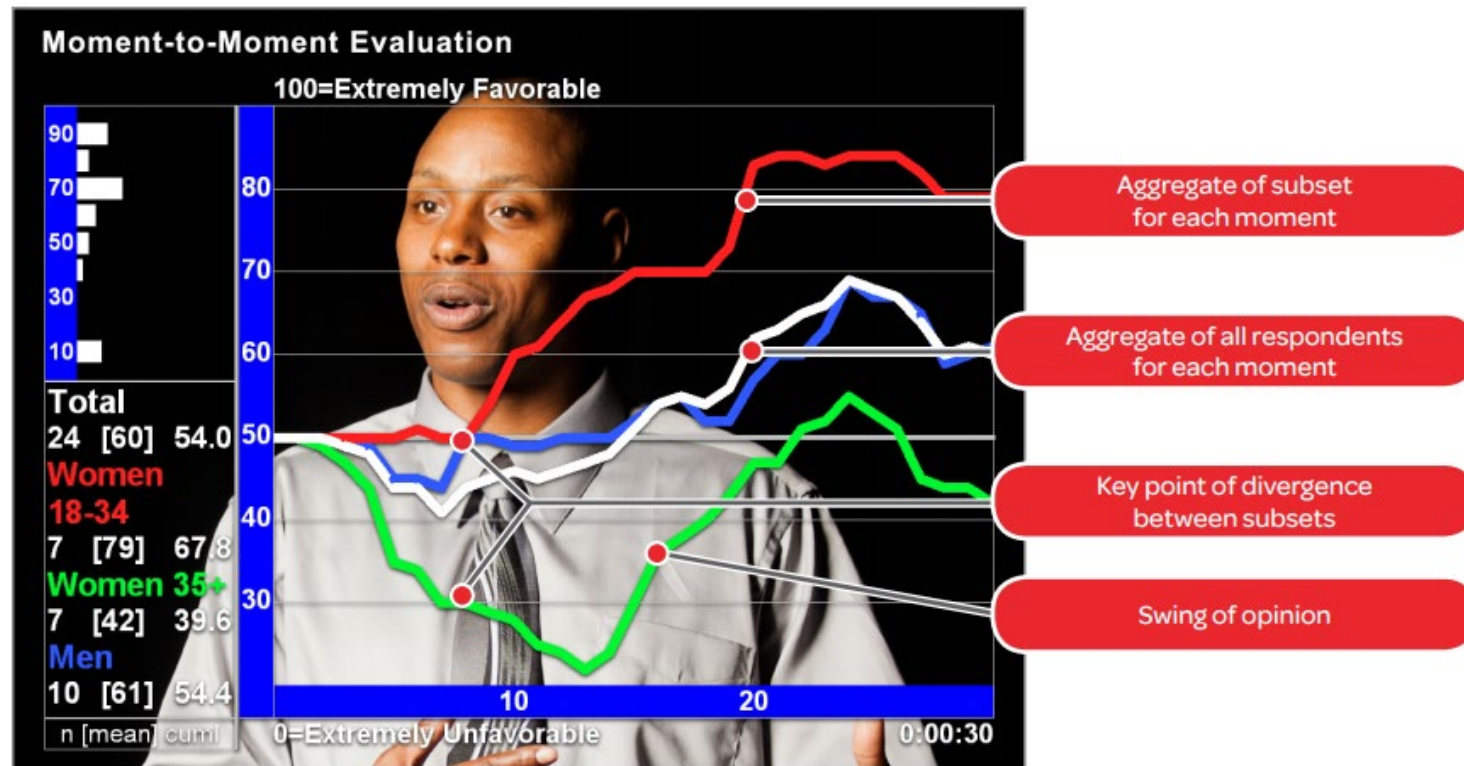 Moment-to-Moment Evaluation
100=Extremely Favorable
90
70
50
30
10
80
70
60
50
40
30
10
20
Total
24 [60] 54.0
Women
18-34
7 [79] 67.8
Women 35+
7 [42] 39.6
Men
10 [61] 54.4
n [mean] cuml
0=Extremely Unfavorable
0:00:30
Aggregate of subset
for each moment
Aggregate of all respondents
for each moment
Key point of divergence
between subsets
Swing of opinion